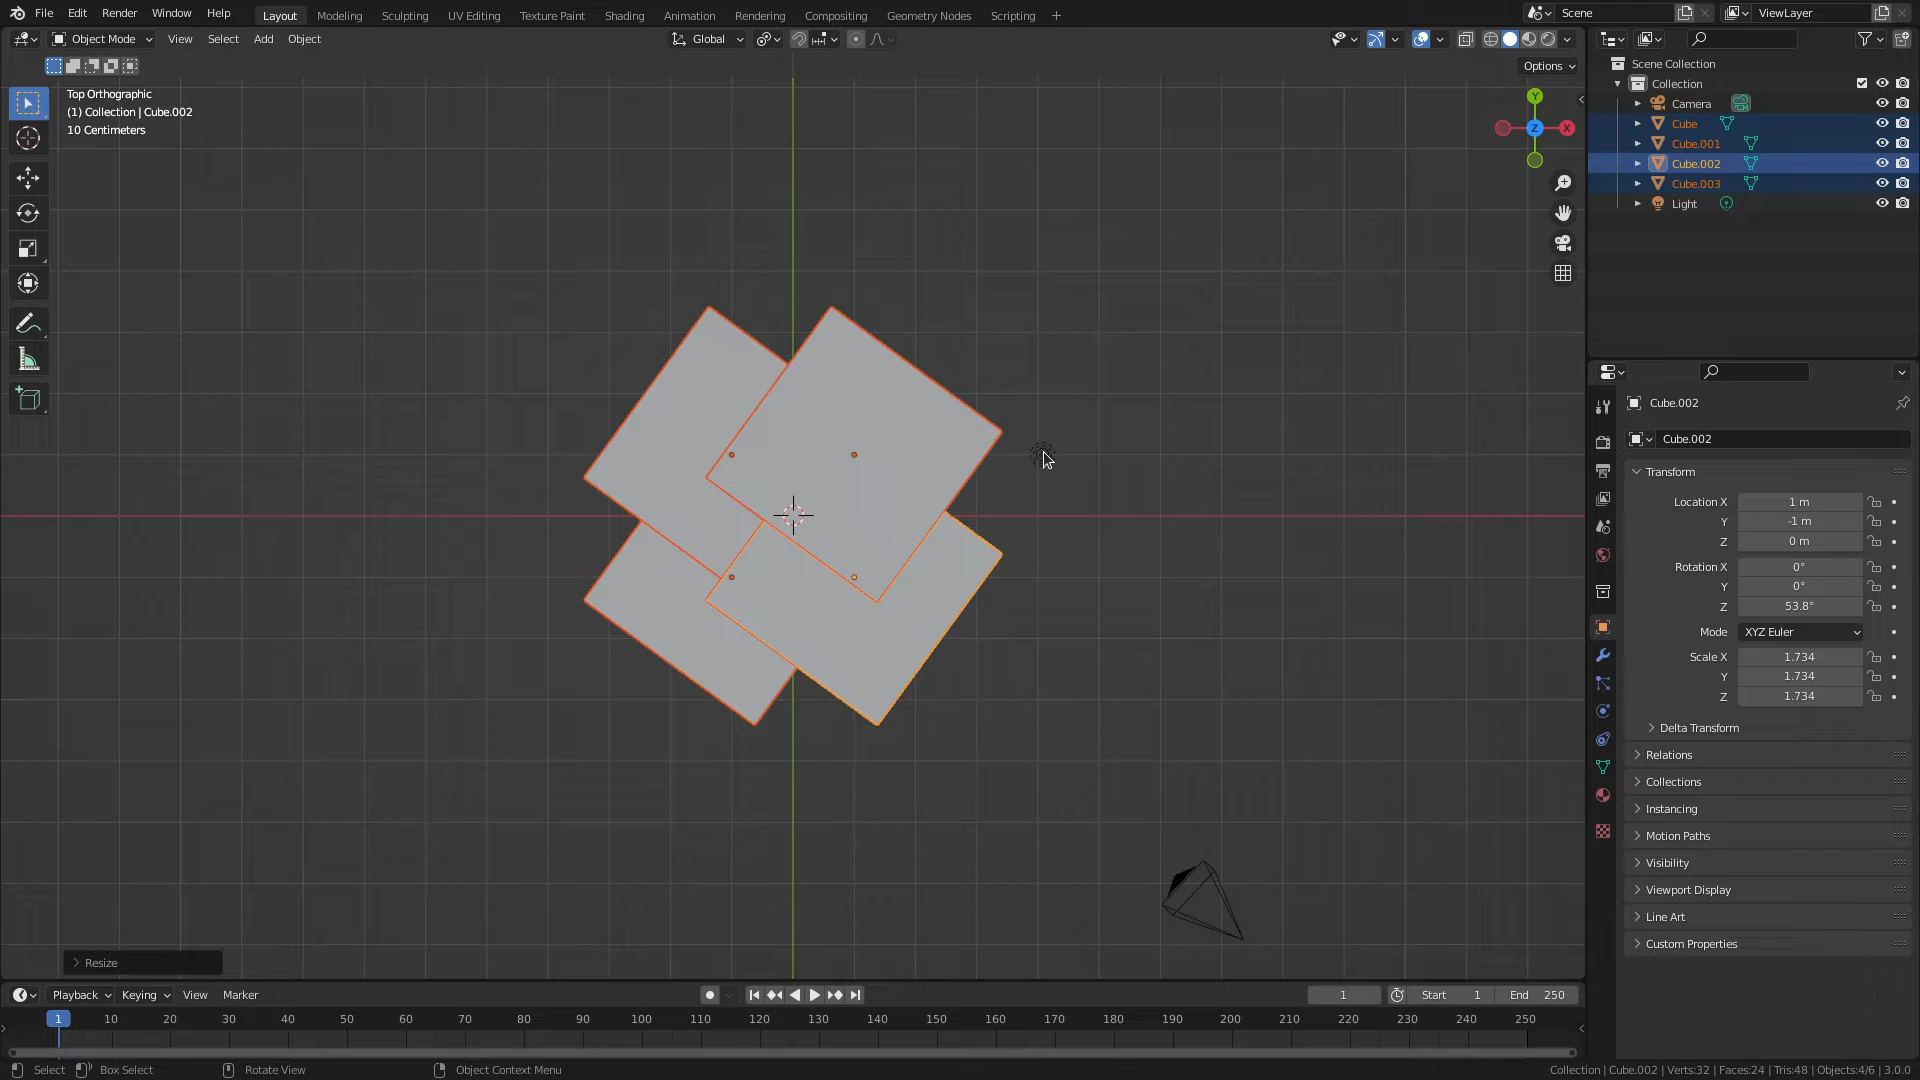 File Edit Render Window Help Layout Modeling Sculpting UV Editing Texture Paint Shading Animation Rendering Compositing Geometry Nodes Scripting + Scene ViewLayer
Object Mode View Select Add Object Global
Options
Top Orthographic
(1) Collection | Cube.002
10 Centimeters
Y
Z
X
Scene Collection
Collection
Camera
Cube
Cube.001
Cube.002
Cube.003
Light
Cube.002
Cube.002
Transform
Location X 1 m
Y -1 m
Z 0 m
Rotation X 0°
Y 0°
Z 53.8°
Mode XYZ Euler
Scale X 1.734
Y 1.734
Z 1.734
Delta Transform
Relations
Collections
Instancing
Motion Paths
Visibility
Viewport Display
Line Art
Custom Properties
Resize
Playback Keying View Marker 1 Start 1 End 250
1 10 20 30 40 50 60 70 80 90 100 110 120 130 140 150 160 170 180 190 200 210 220 230 240 250
Select Box Select Rotate View Object Context Menu Collection | Cube.002 | Verts:32 | Faces:24 | Tris:48 | Objects:4/6 | 3.0.0